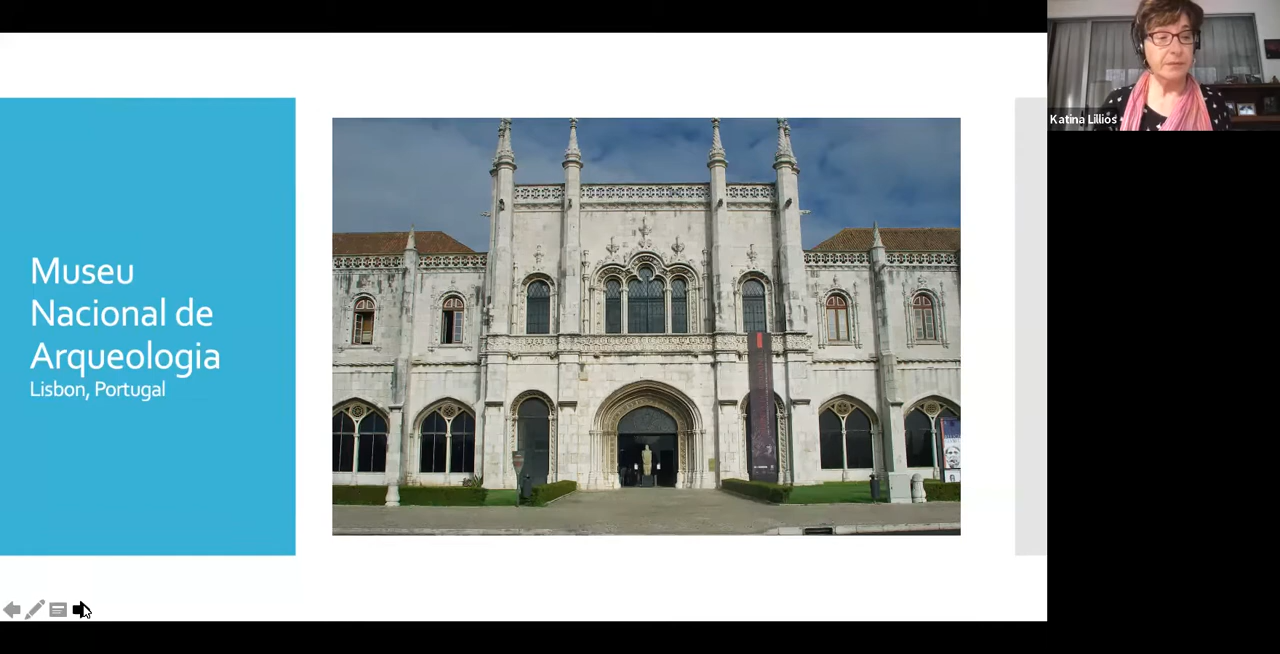 Museu
Nacional de
Arqueologia
Lisbon, Portugal
Katina Lillios